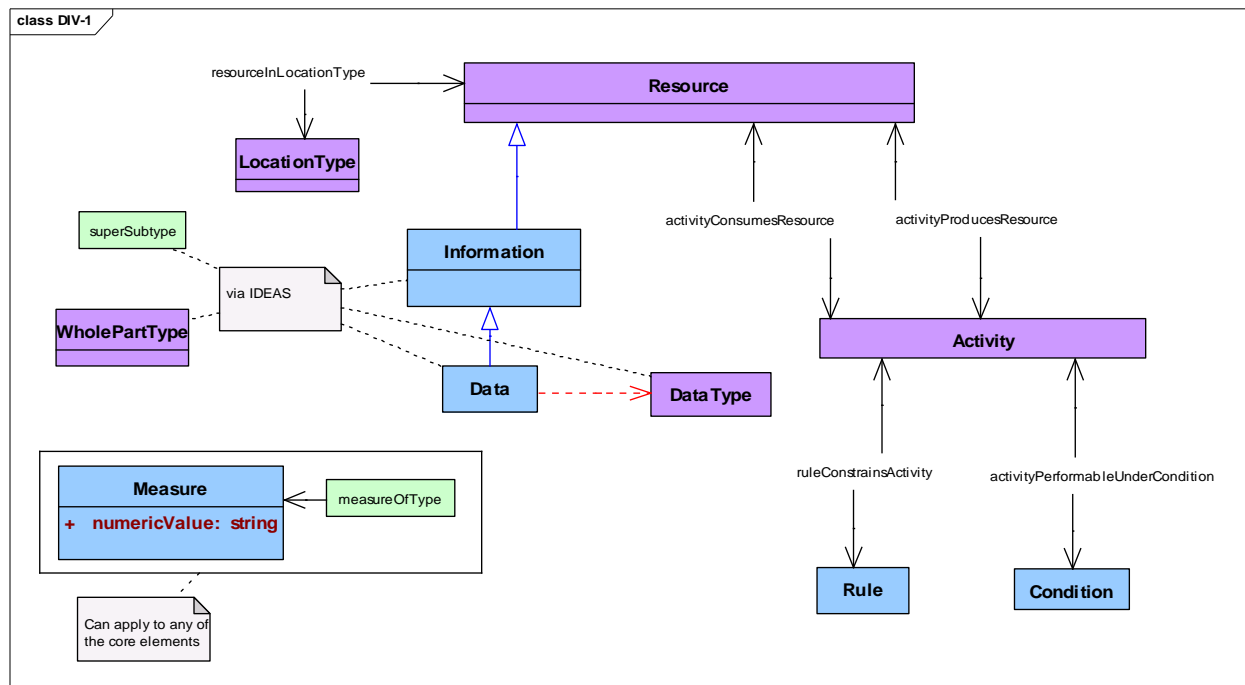 class DIV-1
resourceInLocationType
Resource
LocationType
superSubtype
activityConsumesResource
activityProducesResource
Information
via IDEAS
WholePartType
Activity
Data
DataType
Measure
+ numericValue: string
measureOfType
ruleConstrainsActivity
activityPerformableUnderCondition
Rule
Condition
Can apply to any of
the core elements